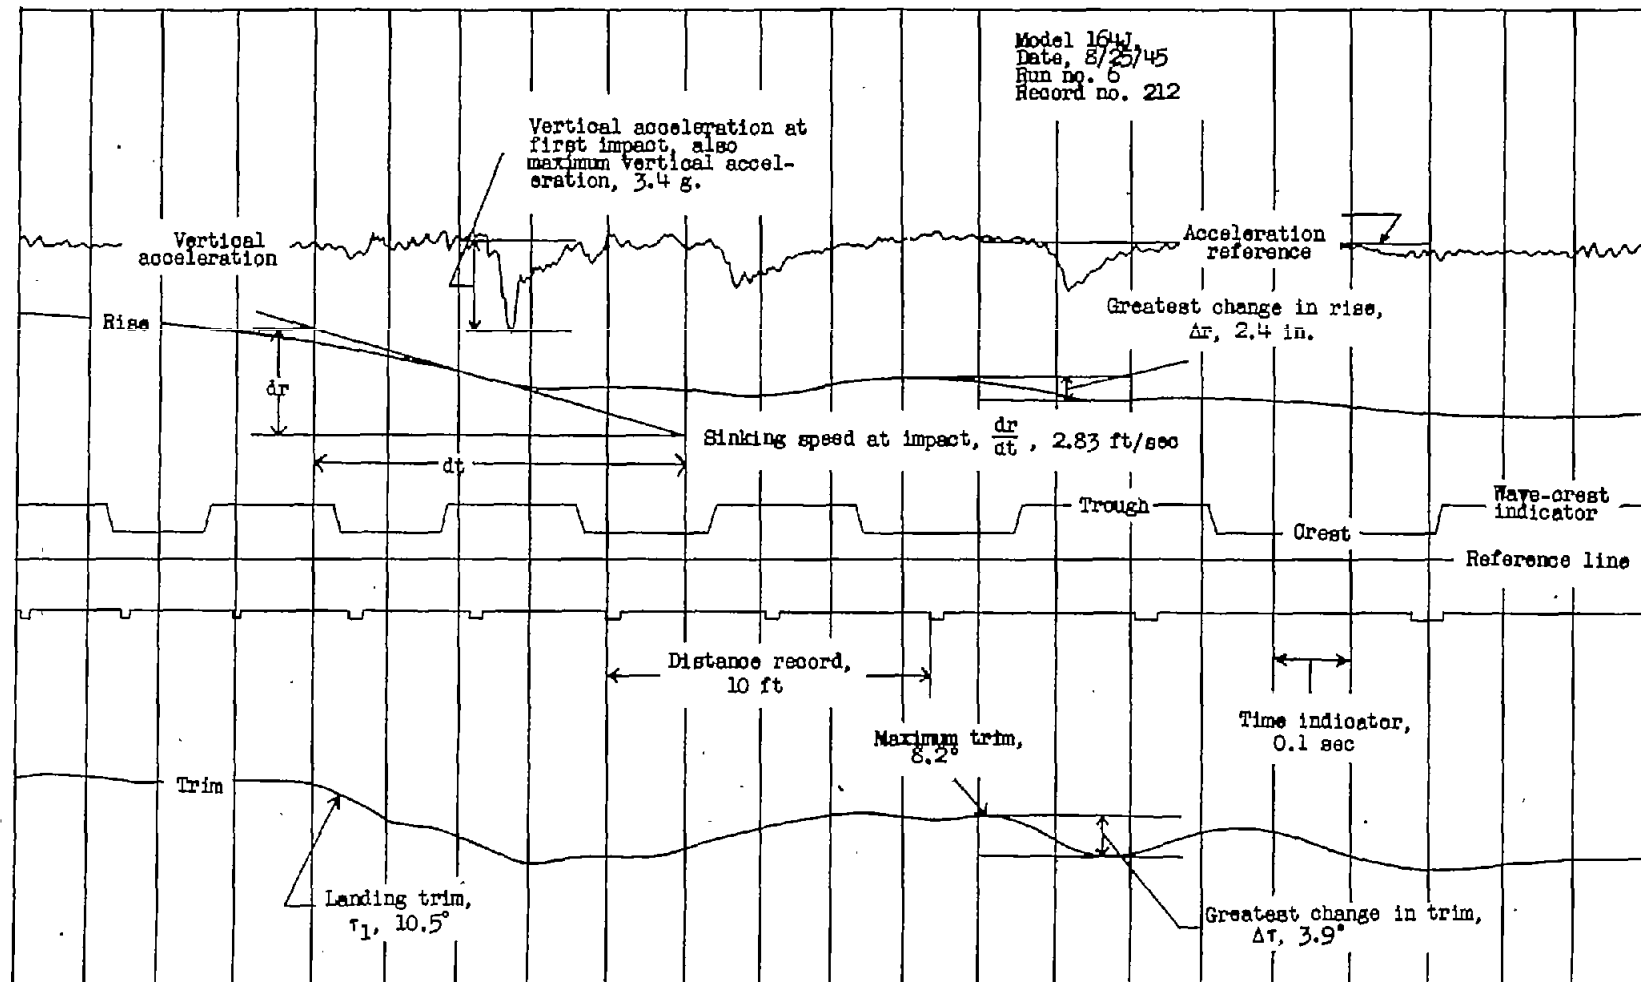 Model 164J,
Date, 8/25/45
Run no. 6
Record no. 212
Vertical acceleration at
first impact, also
maximum vertical accel-
eration, 3.4 g.
Vertical
acceleration
Acceleration
reference
Rise
Greatest change in rise,
Δr, 2.4 in.
dr
Sinking speed at impact, dr/dt , 2.83 ft/sec
dt
Trough
Wave-crest
indicator
Crest
Reference line
Distance record,
10 ft
Time indicator,
0.1 sec
Maximum trim,
8.2°
Trim
Landing trim,
τ1, 10.5°
Greatest change in trim,
Δτ, 3.9°